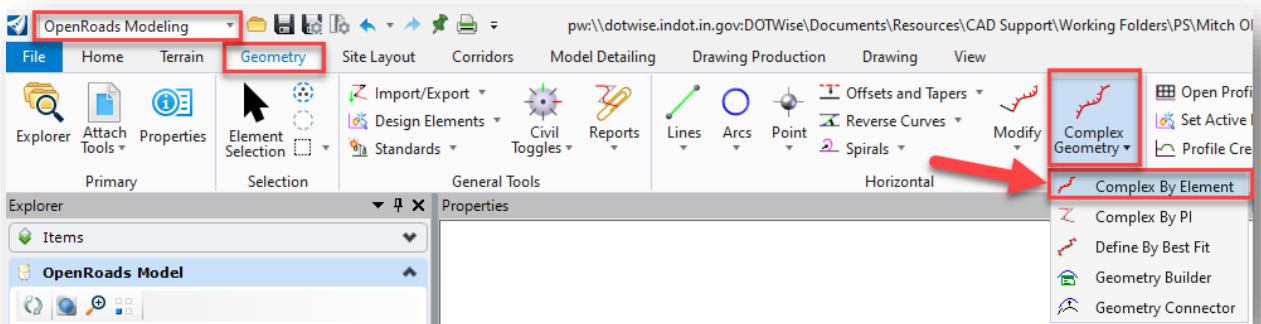 OpenRoads Modeling
pw:\\dotwise.indot.in.gov:DOTWise\Documents\Resources\CAD Support\Working Folders\PS\Mitch
File Home Terrain Geometry Site Layout Corridors Model Detailing Drawing Production Drawing View
Explorer
Attach
Tools
Properties
Element
Selection
Import/Export
Design Elements
Standards
Civil
Toggles
Reports
Lines
Arcs
Point
Offsets and Tapers
Reverse Curves
Spirals
Modify
Complex
Geometry
Open Profi
Set Active
Profile Cre
Primary Selection General Tools Horizontal
Complex By Element
Complex By PI
Define By Best Fit
Geometry Builder
Geometry Connector
Explorer
Items
OpenRoads Model
Properties